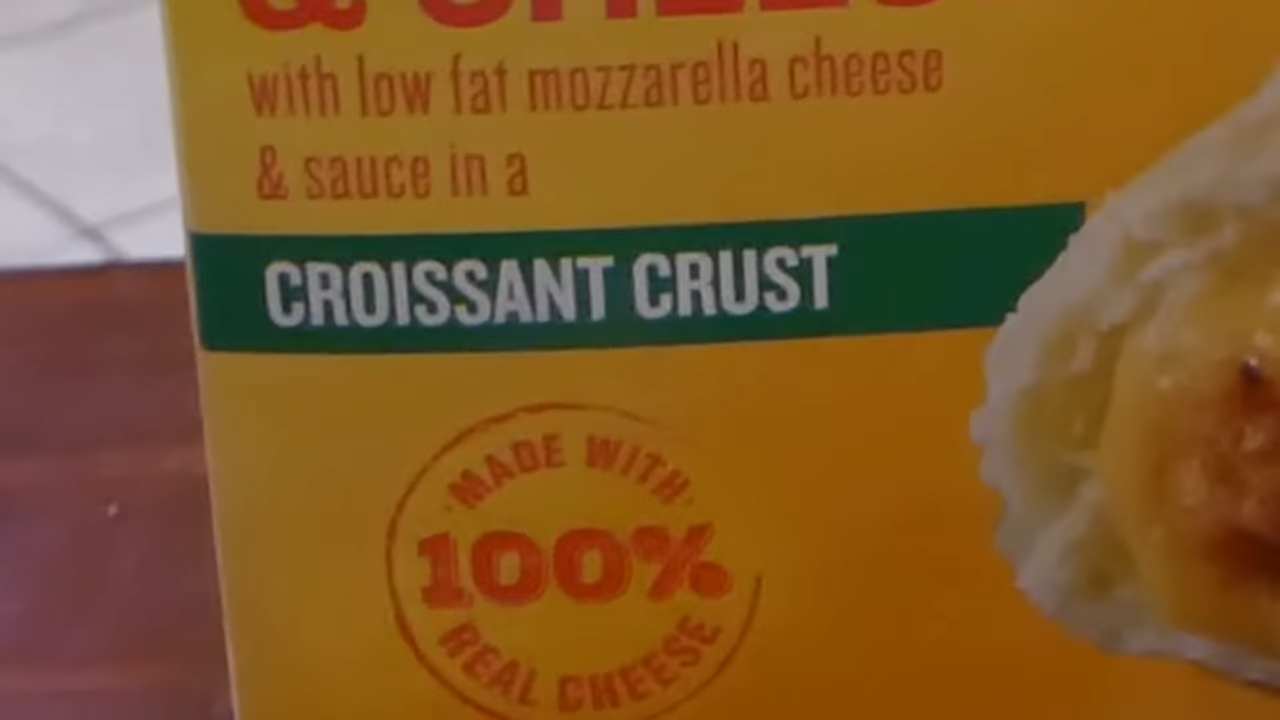 with low fat mozzarella cheese
& sauce in a
CROISSANT CRUST
MADE WITH
100%
REAL CHEESE